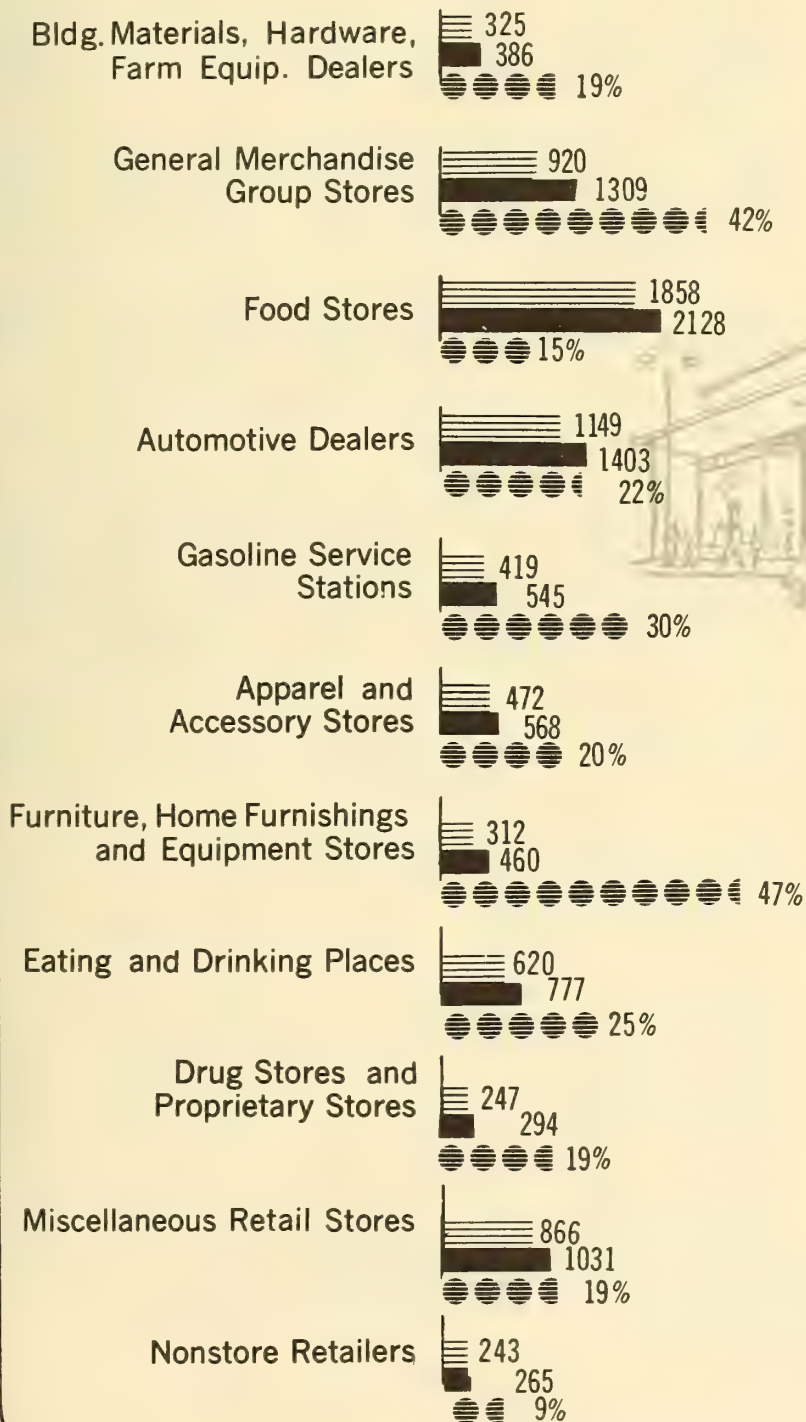 Bldg. Materials, Hardware,
Farm Equip. Dealers
325
386
19%
General Merchandise
Group Stores
920
1309
42%
Food Stores
1858
2128
15%
Automotive Dealers
1149
1403
22%
Gasoline Service
Stations
419
545
30%
Apparel and
Accessory Stores
472
568
20%
Furniture, Home Furnishings
and Equipment Stores
312
460
47%
Eating and Drinking Places
620
777
25%
Drug Stores and
Proprietary Stores
247
294
19%
Miscellaneous Retail Stores
866
1031
19%
Nonstore Retailers
243
265
9%